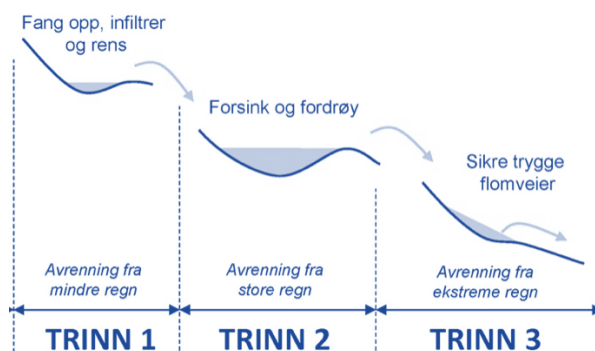 Fang opp, infiltrer
og rens
Forsink og fordrøy
Sikre trygge
flomveier
Avrenning fra
mindre regn
Avrenning fra
store regn
Avrenning fra
ekstreme regn
TRINN 1
TRINN 2
TRINN 3